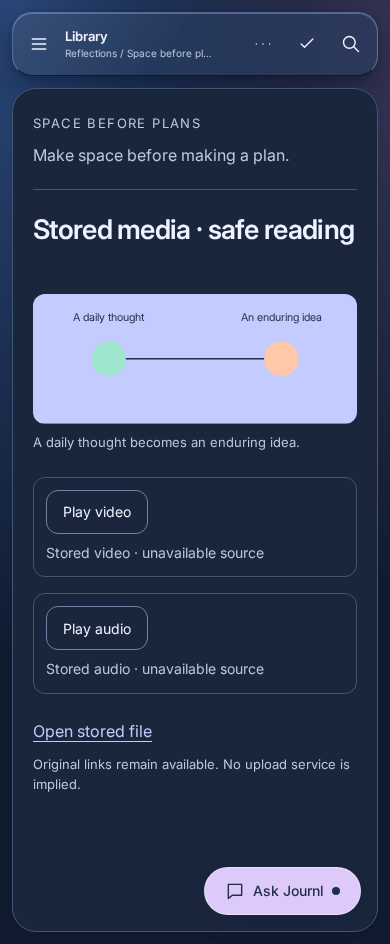 Library
Reflections / Space before pl...
SPACE BEFORE PLANS
Make space before making a plan.
Stored media · safe reading
A daily thought
An enduring idea
A daily thought becomes an enduring idea.
Play video
Stored video · unavailable source
Play audio
Stored audio · unavailable source
Open stored file
Original links remain available. No upload service is
implied.
Ask Journl